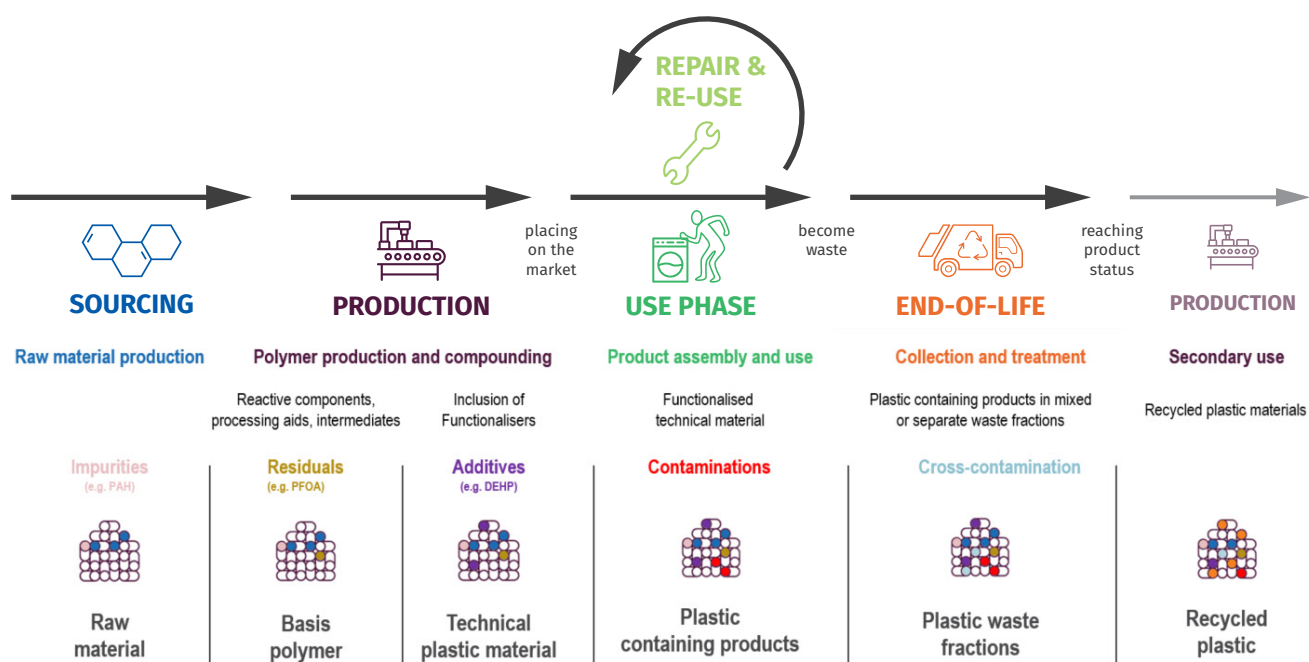 REPAIR &
RE-USE
placing
on the
market
become
waste
reaching
product
status
SOURCING
PRODUCTION
USE PHASE
END-OF-LIFE
PRODUCTION
Raw material production
Polymer production and compounding
Product assembly and use
Collection and treatment
Secondary use
Reactive components,
processing aids, intermediates
Inclusion of
Functionalisers
Functionalised
technical material
Plastic containing products in mixed
or separate waste fractions
Recycled plastic materials
Impurities
(e.g. PAH)
Residuals
(e.g. PFOA)
Additives
(e.g. DEHP)
Contaminations
Cross-contamination
Raw
material
Basis
polymer
Technical
plastic material
Plastic
containing products
Plastic waste
fractions
Recycled
plastic